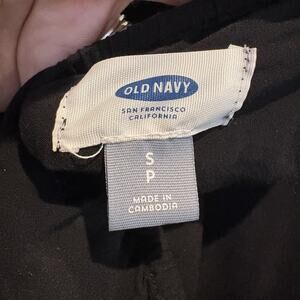 OLD NAVY
SAN FRANCISCO
CALIFORNIA
S
P
MADE IN
CAMBODIA